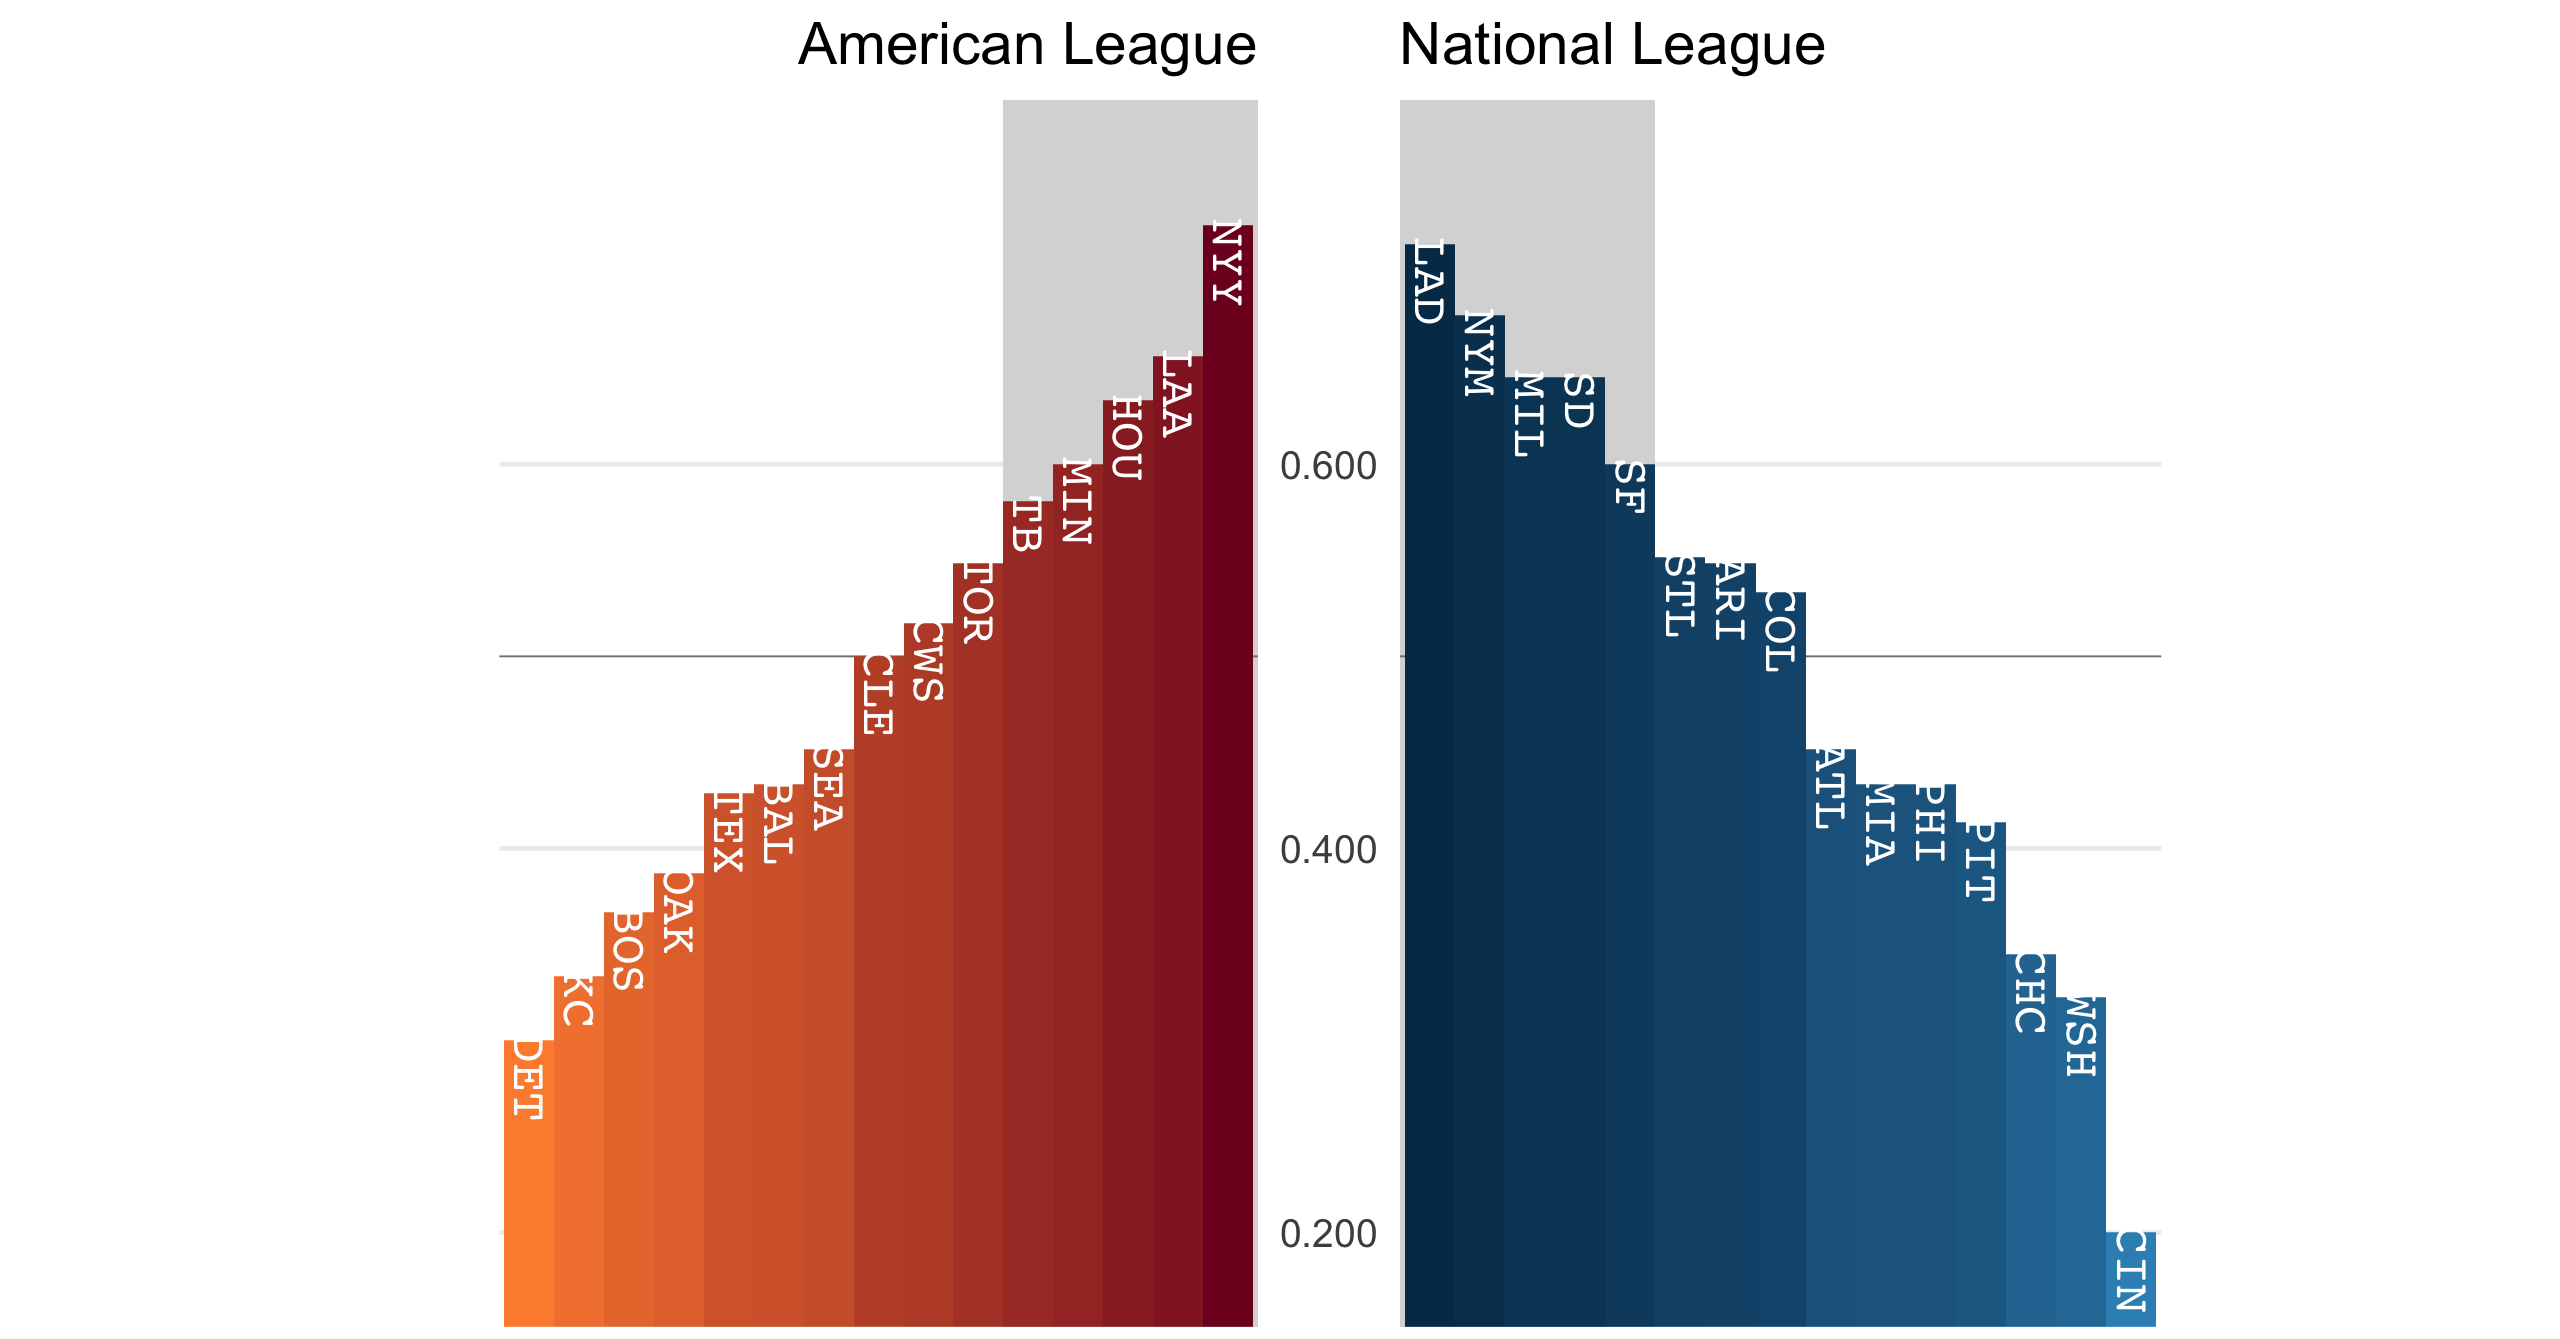 American League
National League
NYY
LAA
HOU
MIN
TB
TOR
CWS
CLE
SEA
BAL
TEX
OAK
BOS
KC
DET
0.600
0.400
0.200
LAD
NYM
MIL
SD
SF
STL
ARI
COL
ATL
MIA
PHI
PIT
CHC
WSH
CIN